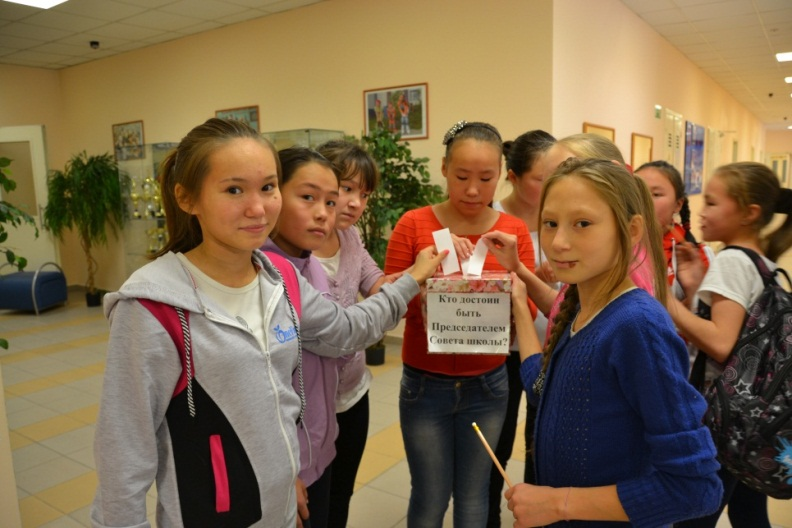 Кто достоин
быть
Председателем
Совета школы?